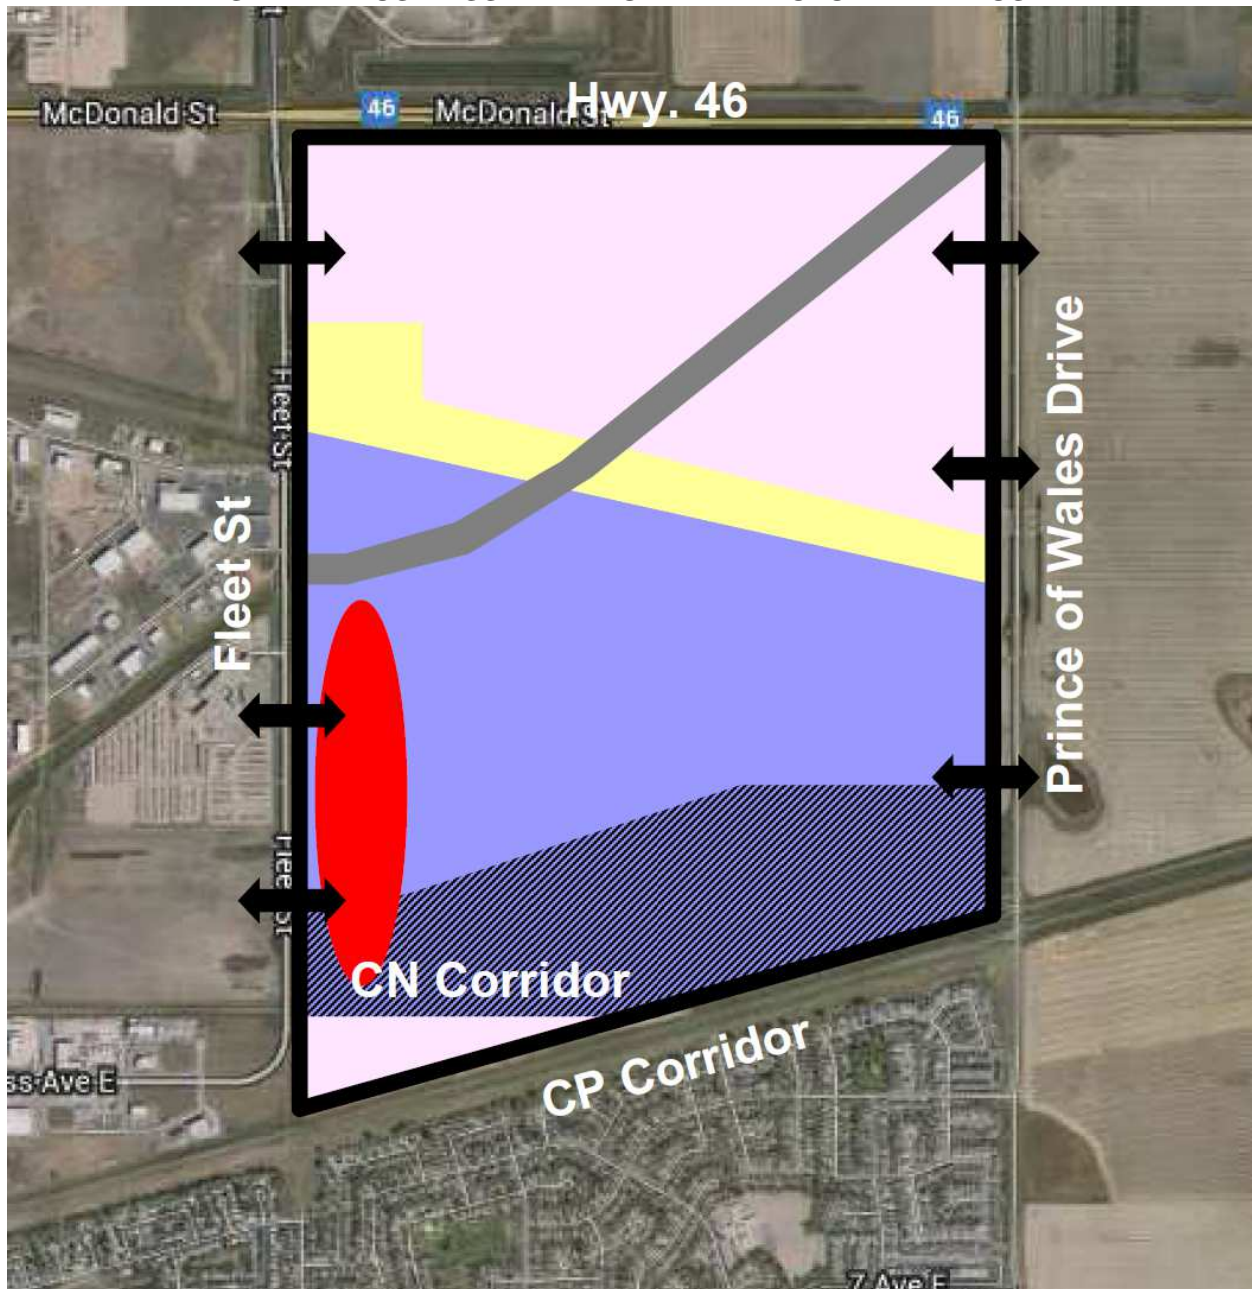 McDonald St
46
McDonald St
Hwy. 46
46
Fleet St
Fleet St
Prince of Wales Drive
Fleet St
CN Corridor
CP Corridor
ss Ave E
7 Ave E